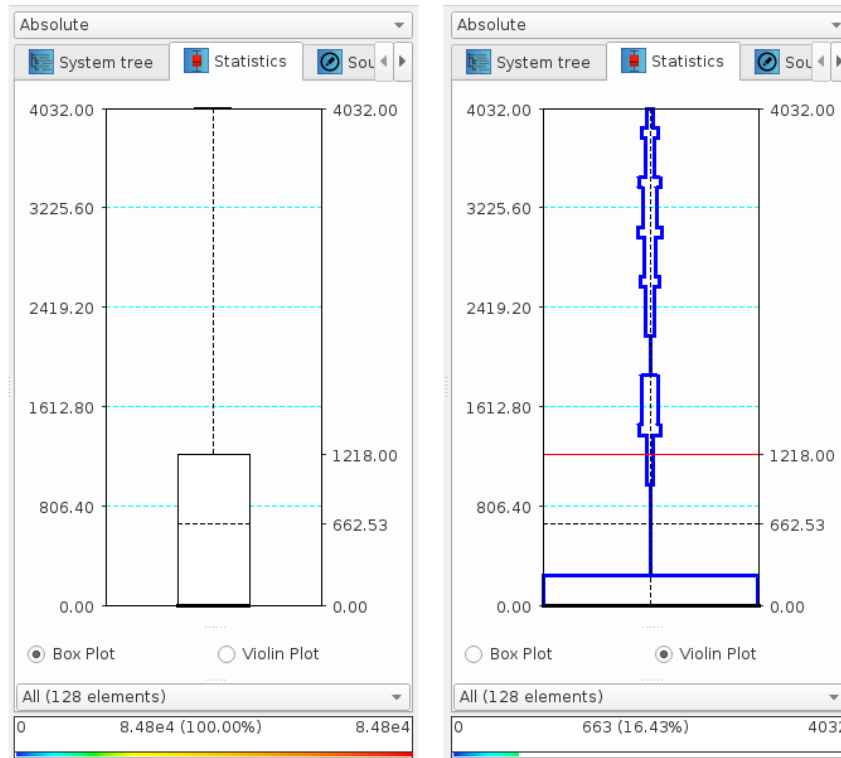 Absolute
System tree Statistics Sou
4032.00 4032.00
3225.60
2419.20
1612.80
1218.00
806.40
662.53
0.00 0.00
Box Plot Violin Plot
All (128 elements)
0 8.48e4 (100.00%) 8.48e4
Absolute
System tree Statistics Sou
4032.00 4032.00
3225.60
2419.20
1612.80
1218.00
806.40
662.53
0.00 0.00
Box Plot Violin Plot
All (128 elements)
0 663 (16.43%) 4032